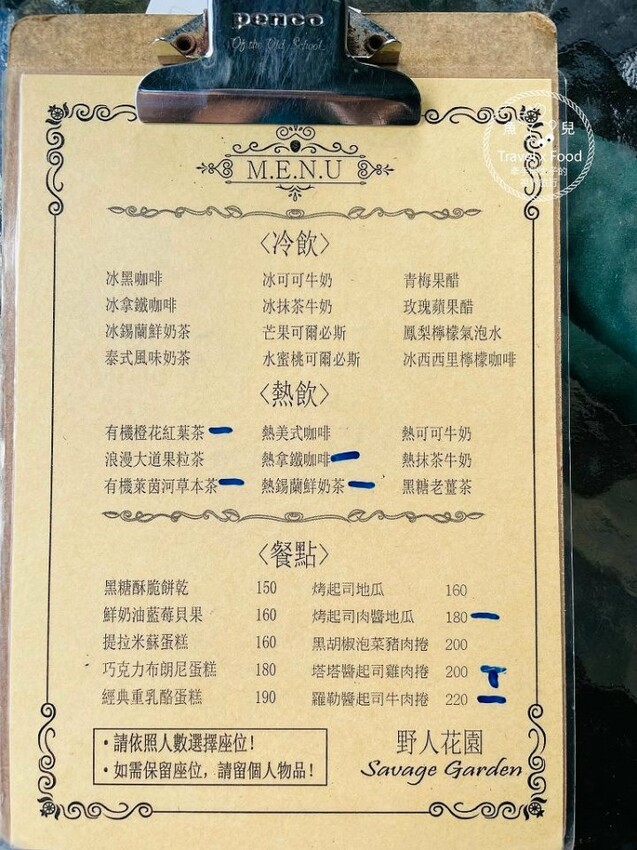 penco
Of the Old School
魚兒
Travel x Food
M.E.N.U
〈冷飲〉
冰黑咖啡 冰可可牛奶 青梅果醋
冰拿鐵咖啡 冰抹茶牛奶 玫瑰蘋果醋
冰錫蘭鮮奶茶 芒果可爾必斯 鳳梨檸檬氣泡水
泰式風味奶茶 水蜜桃可爾必斯 冰西西里檸檬咖啡
〈熱飲〉
有機橙花紅葉茶 熱美式咖啡 熱可可牛奶
浪漫大道果粒茶 熱拿鐵咖啡 熱抹茶牛奶
有機萊茵河草本茶 熱錫蘭鮮奶茶 黑糖老薑茶
〈餐點〉
黑糖酥脆餅乾 150 烤起司地瓜 160
鮮奶油藍莓貝果 160 烤起司肉醬地瓜 180
提拉米蘇蛋糕 160 黑胡椒泡菜豬肉捲 200
巧克力布朗尼蛋糕 180 塔塔醬起司雞肉捲 200
經典重乳酪蛋糕 190 羅勒醬起司牛肉捲 220
・請依照人數選擇座位！
・如需保留座位，請留個人物品！
野人花園
Savage Garden